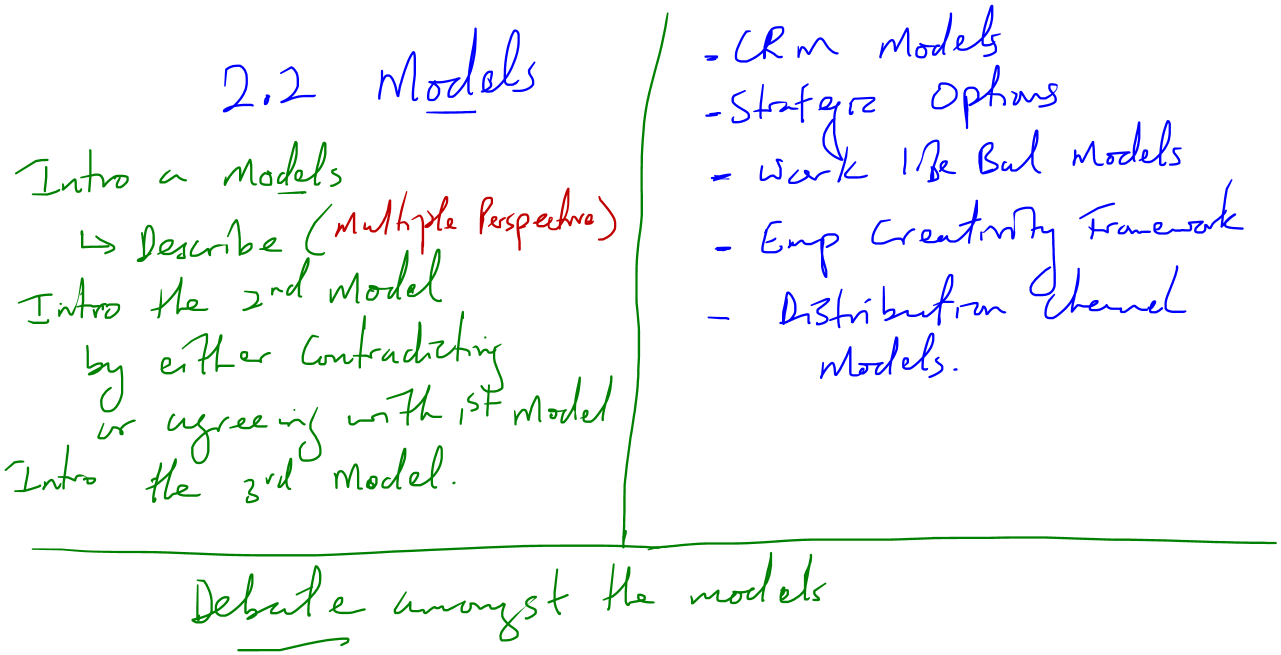 2.2 Models
Intro a Models
↳ Describe (Multiple Perspective)
Intro the 2nd Model
by either Contradicting
or agreeing with 1st Model
Intro the 3rd Model.
- CRM Models
- Strategic Options
- Work life Bal Models
- Emp Creativity Framework
- Distribution Channel
Models.
Debate amongst the models